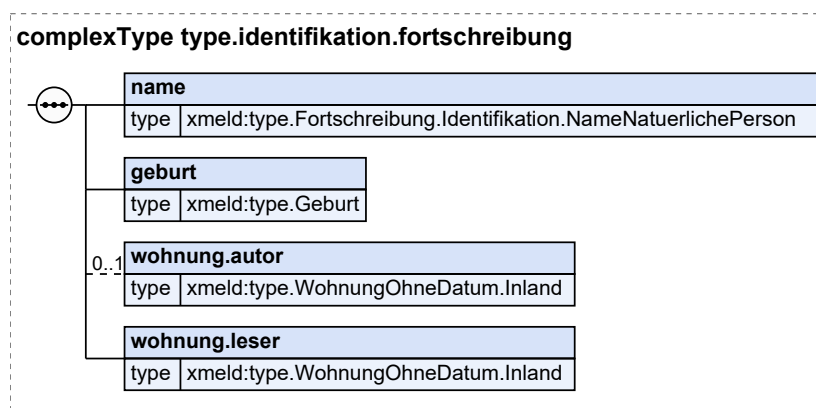 complexType type.identifikation.fortschreibung
name
type xmeld:type.Fortschreibung.Identifikation.NameNatuerlichePerson
geburt
type xmeld:type.Geburt
0..1 wohnung.autor
type xmeld:type.WohnungOhneDatum.Inland
wohnung.leser
type xmeld:type.WohnungOhneDatum.Inland